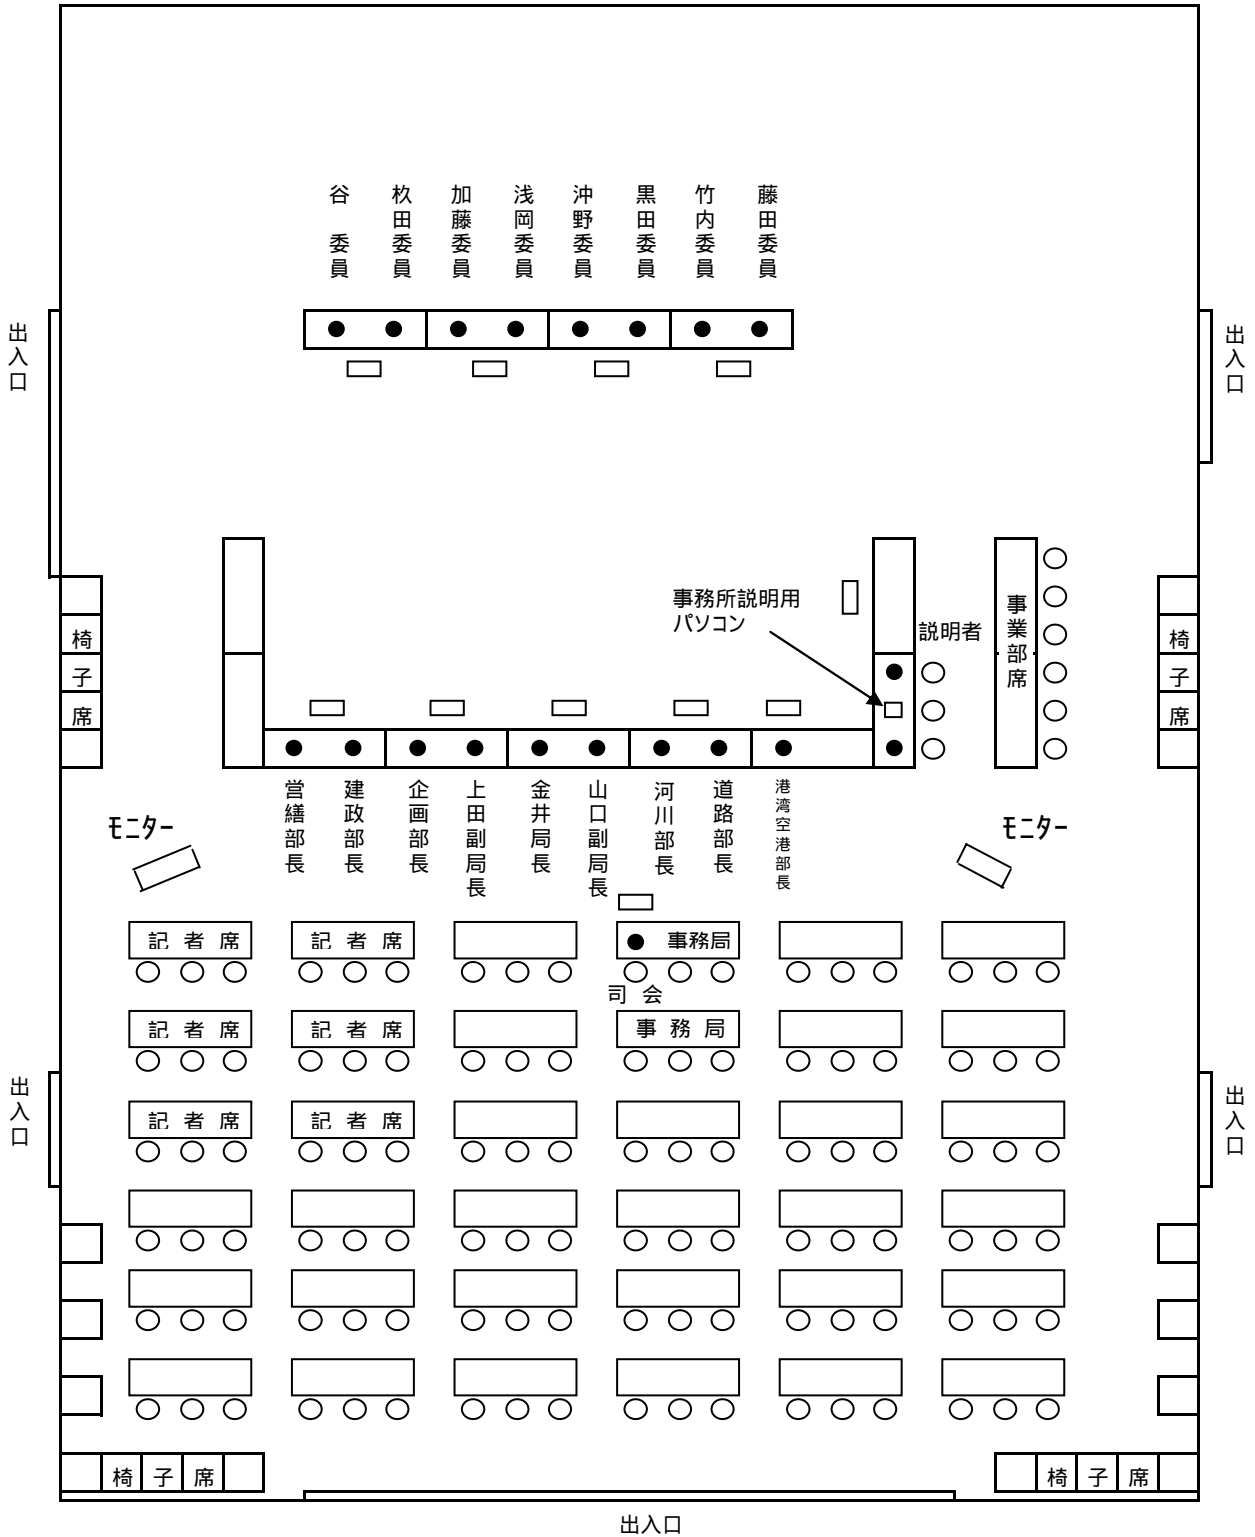 谷　委員
杦田委員
加藤委員
浅岡委員
沖野委員
黒田委員
竹内委員
藤田委員
出入口
出入口
事務所説明用
パソコン
説明者
事業部席
椅子席
椅子席
営繕部長
建政部長
企画部長
上田副局長
金井局長
山口副局長
河川部長
道路部長
港湾空港部長
ﾓﾆﾀｰ
ﾓﾆﾀｰ
記者席
記者席
事務局
司会
記者席
記者席
事務局
記者席
記者席
出入口
出入口
椅子席
椅子席
出入口